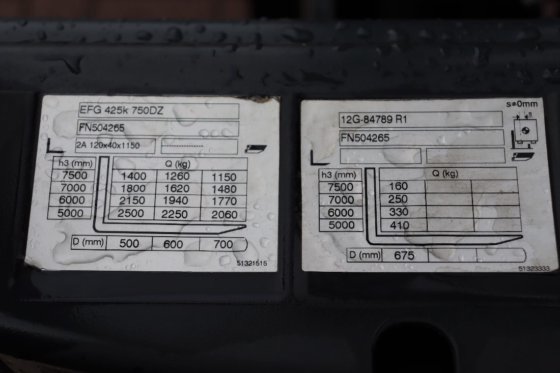 EFG 425k 750DZ
FN504265
2A 120x40x1150 ------------
h3 (mm) Q (kg)
7500 1400 1260 1150
7000 1800 1620 1480
6000 2150 1940 1770
5000 2500 2250 2060
D (mm) 500 600 700
51321515
s≠0mm
12G-84789 R1
FN504265
h3 (mm) Q (kg)
7500 160
7000 250
6000 330
5000 410
D (mm) 675
51323333